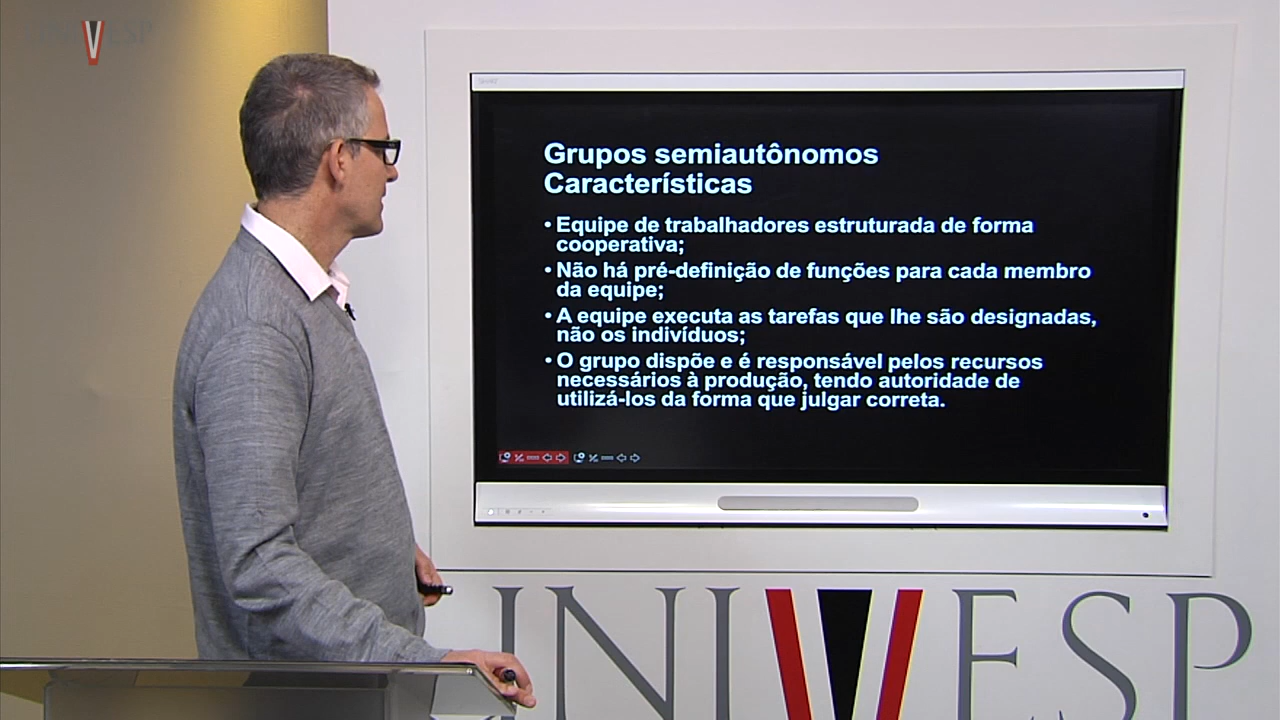 UNIVESP
Grupos semiautônomos
Características
• Equipe de trabalhadores estruturada de forma
cooperativa;
• Não há pré-definição de funções para cada membro
da equipe;
• A equipe executa as tarefas que lhe são designadas,
não os indivíduos;
• O grupo dispõe e é responsável pelos recursos
necessários à produção, tendo autoridade de
utilizá-los da forma que julgar correta.
UNIVESP